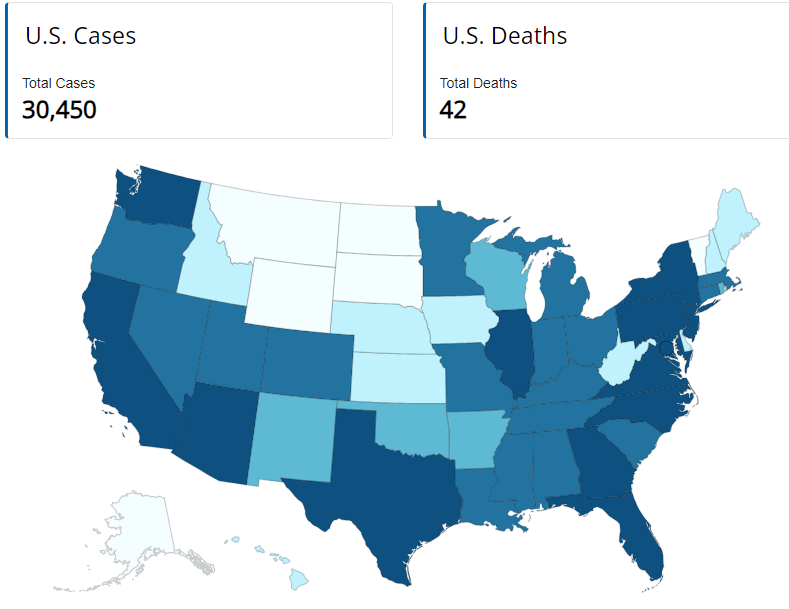 U.S. Cases
Total Cases
30,450
U.S. Deaths
Total Deaths
42